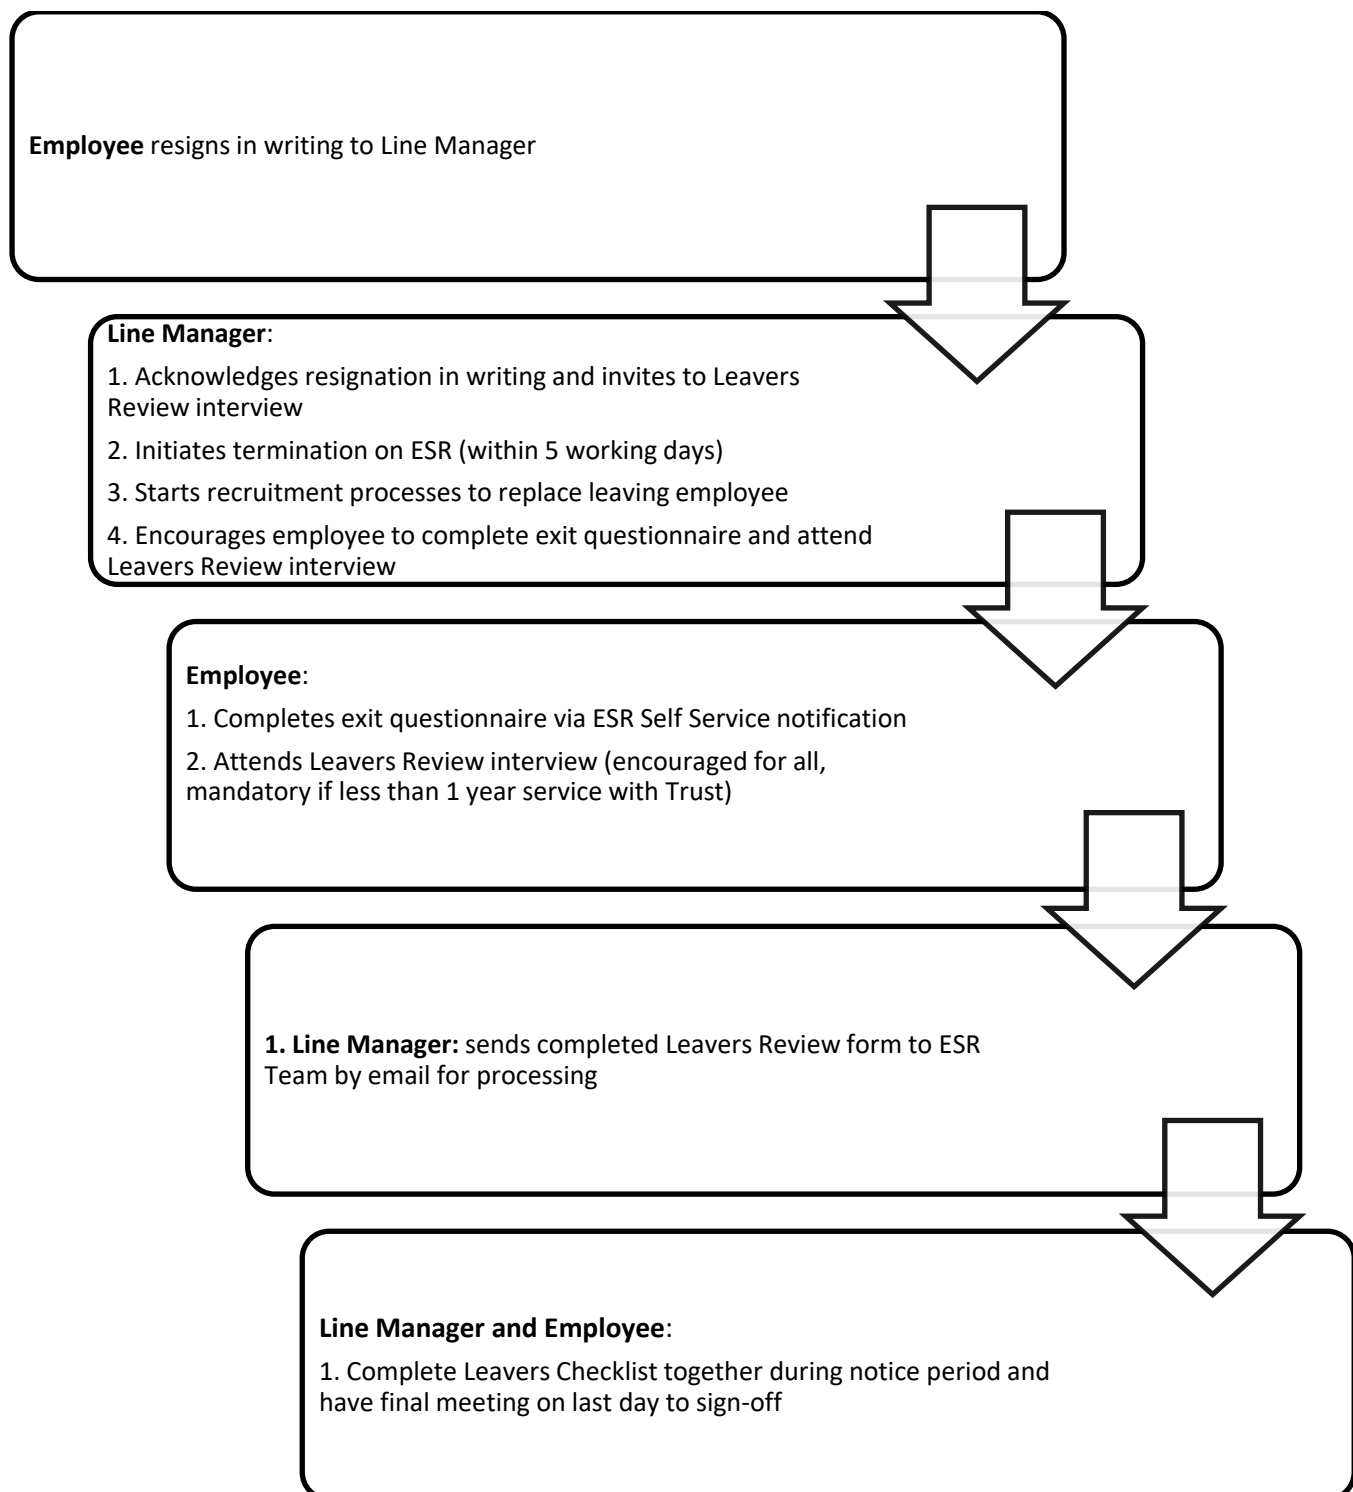 Employee resigns in writing to Line Manager
Line Manager:
1. Acknowledges resignation in writing and invites to Leavers
Review interview
2. Initiates termination on ESR (within 5 working days)
3. Starts recruitment processes to replace leaving employee
4. Encourages employee to complete exit questionnaire and attend
Leavers Review interview
Employee:
1. Completes exit questionnaire via ESR Self Service notification
2. Attends Leavers Review interview (encouraged for all,
mandatory if less than 1 year service with Trust)
1. Line Manager: sends completed Leavers Review form to ESR
Team by email for processing
Line Manager and Employee:
1. Complete Leavers Checklist together during notice period and
have final meeting on last day to sign-off